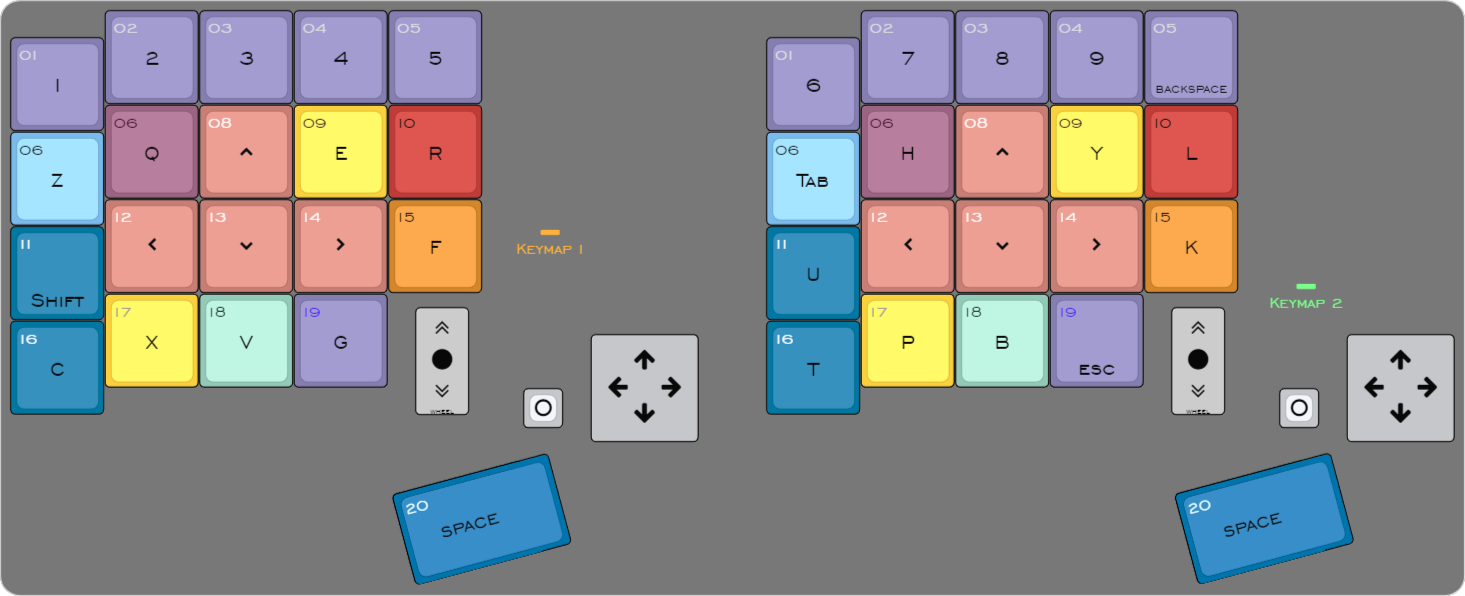 02 03 04 05
01 2 3 4 5
1
06 08 09 10
06 Q ^ E R
Z
12 13 14 15
11 < ⌄ > F
KEYMAP 1
SHIFT
17 18 19
16 X V G
C
WHEEL
20
SPACE
02 03 04 05
01 7 8 9
6 BACKSPACE
06 08 09 10
06 H ^ Y L
TAB
12 13 14 15
11 < ⌄ > K
U
KEYMAP 2
17 18 19
16 P B
T ESC
WHEEL
20
SPACE